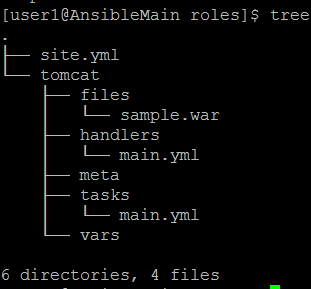 [user1@AnsibleMain roles]$ tree
.
├── site.yml
└── tomcat
    ├── files
    │   └── sample.war
    ├── handlers
    │   └── main.yml
    ├── meta
    ├── tasks
    │   └── main.yml
    └── vars
6 directories, 4 files